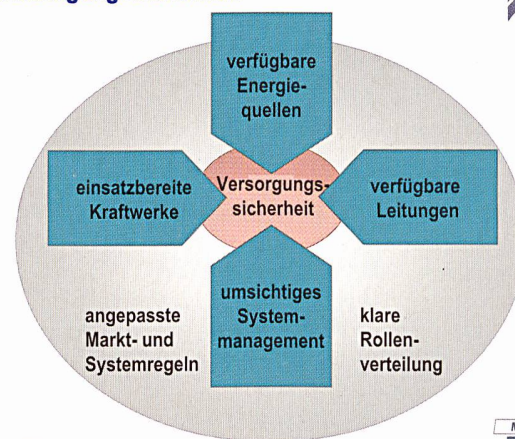 verfügbare
Energie-
quellen
einsatzbereite
Kraftwerke
Versorgungs-
sicherheit
verfügbare
Leitungen
umsichtiges
System-
management
angepasste
Markt- und
Systemregeln
klare
Rollen-
verteilung